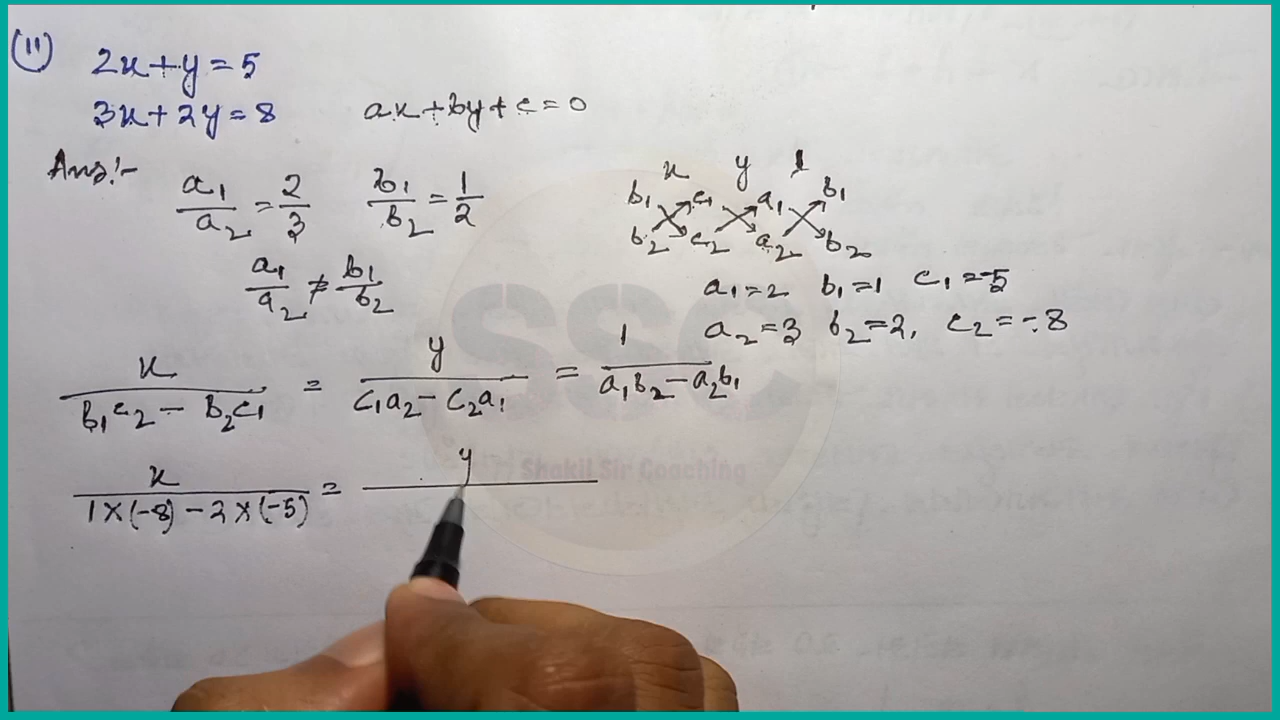 (11) 2x+y=5
3x+2y=8 ax+by+c=0
Ans:-
a₁/a₂ = 2/3 b₁/b₂ = 1/2
a₁/a₂ ≠ b₁/b₂
x y 1
b₁ c₁ a₁ b₁
b₂ c₂ a₂ b₂
a₁=2 b₁=1 c₁=-5
a₂=3 b₂=2, c₂=-8
x/(b₁c₂-b₂c₁) = y/(c₁a₂-c₂a₁) = 1/(a₁b₂-a₂b₁)
x/(1×(-8)-2×(-5)) = y
SSC
Shakil Sir Coaching